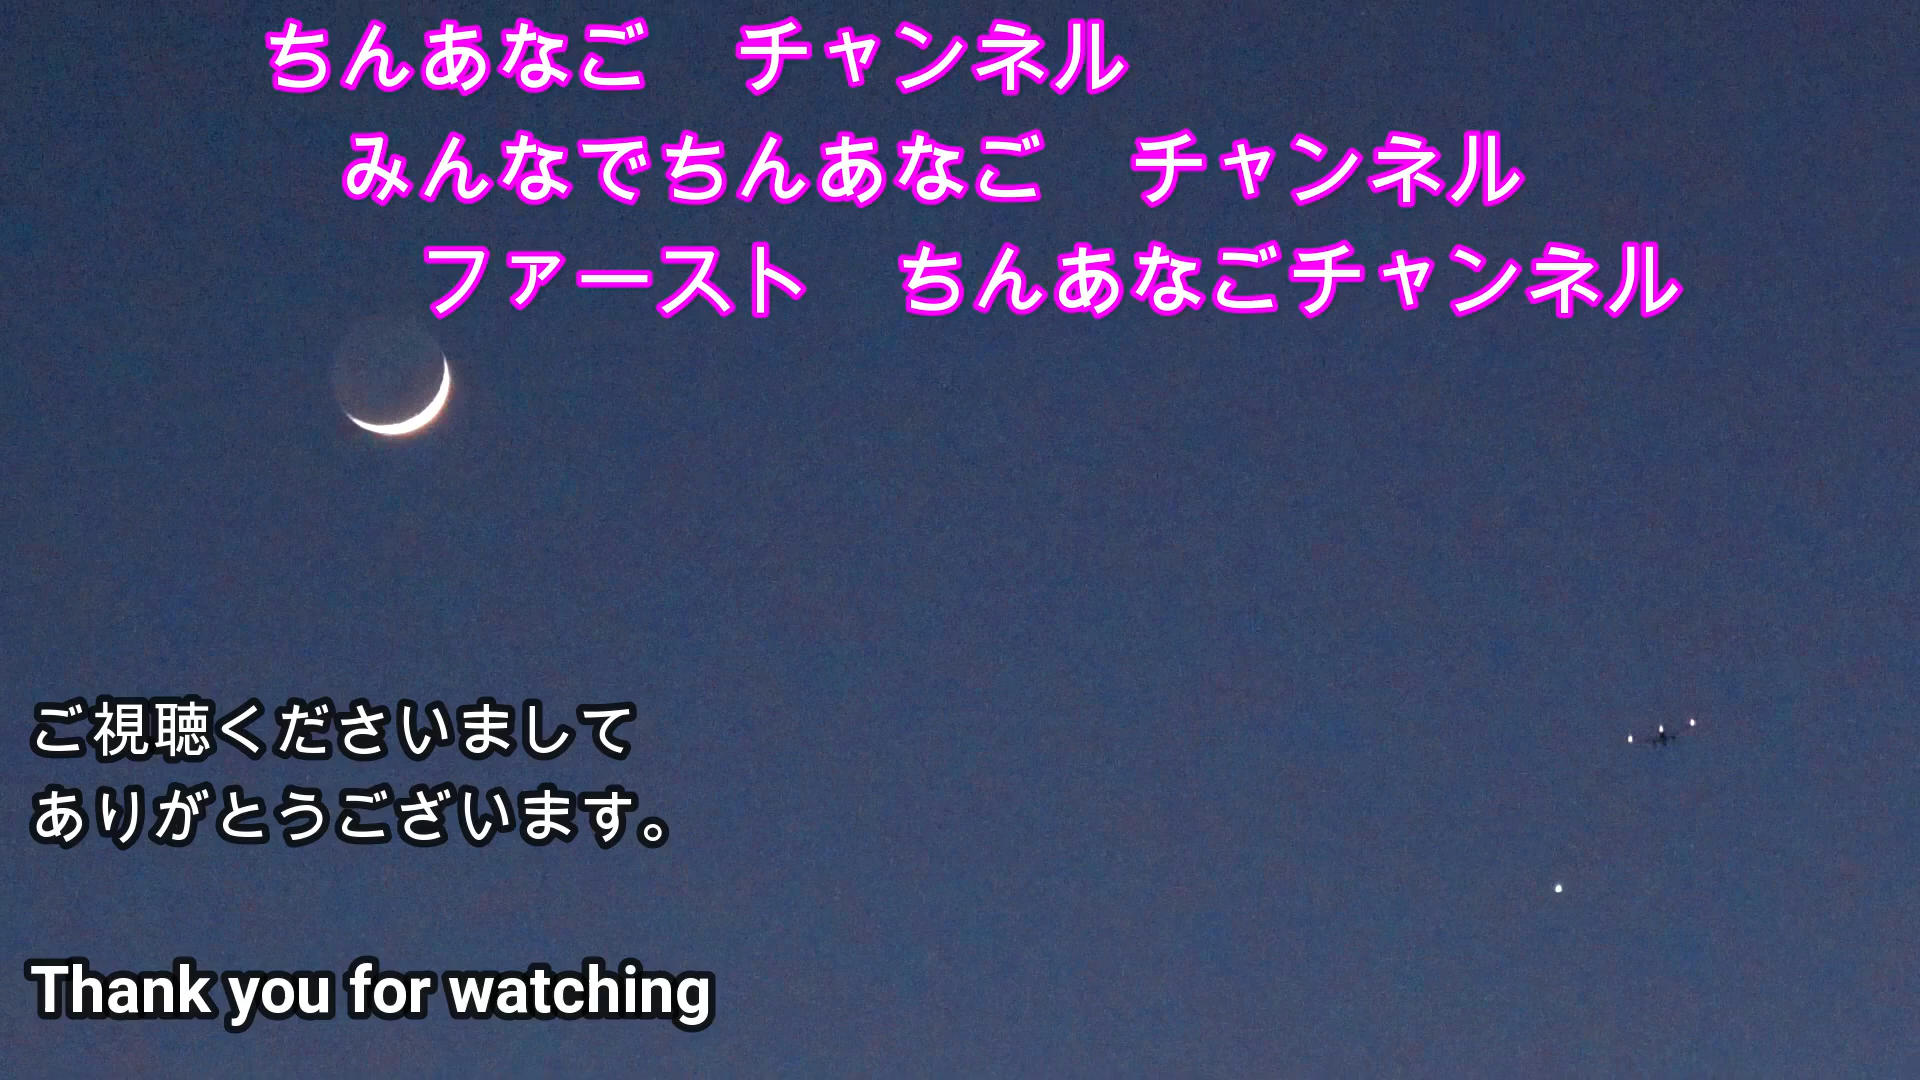 ちんあなご　チャンネル
みんなでちんあなご　チャンネル
ファースト　ちんあなごチャンネル
ご視聴くださいまして
ありがとうございます。
Thank you for watching